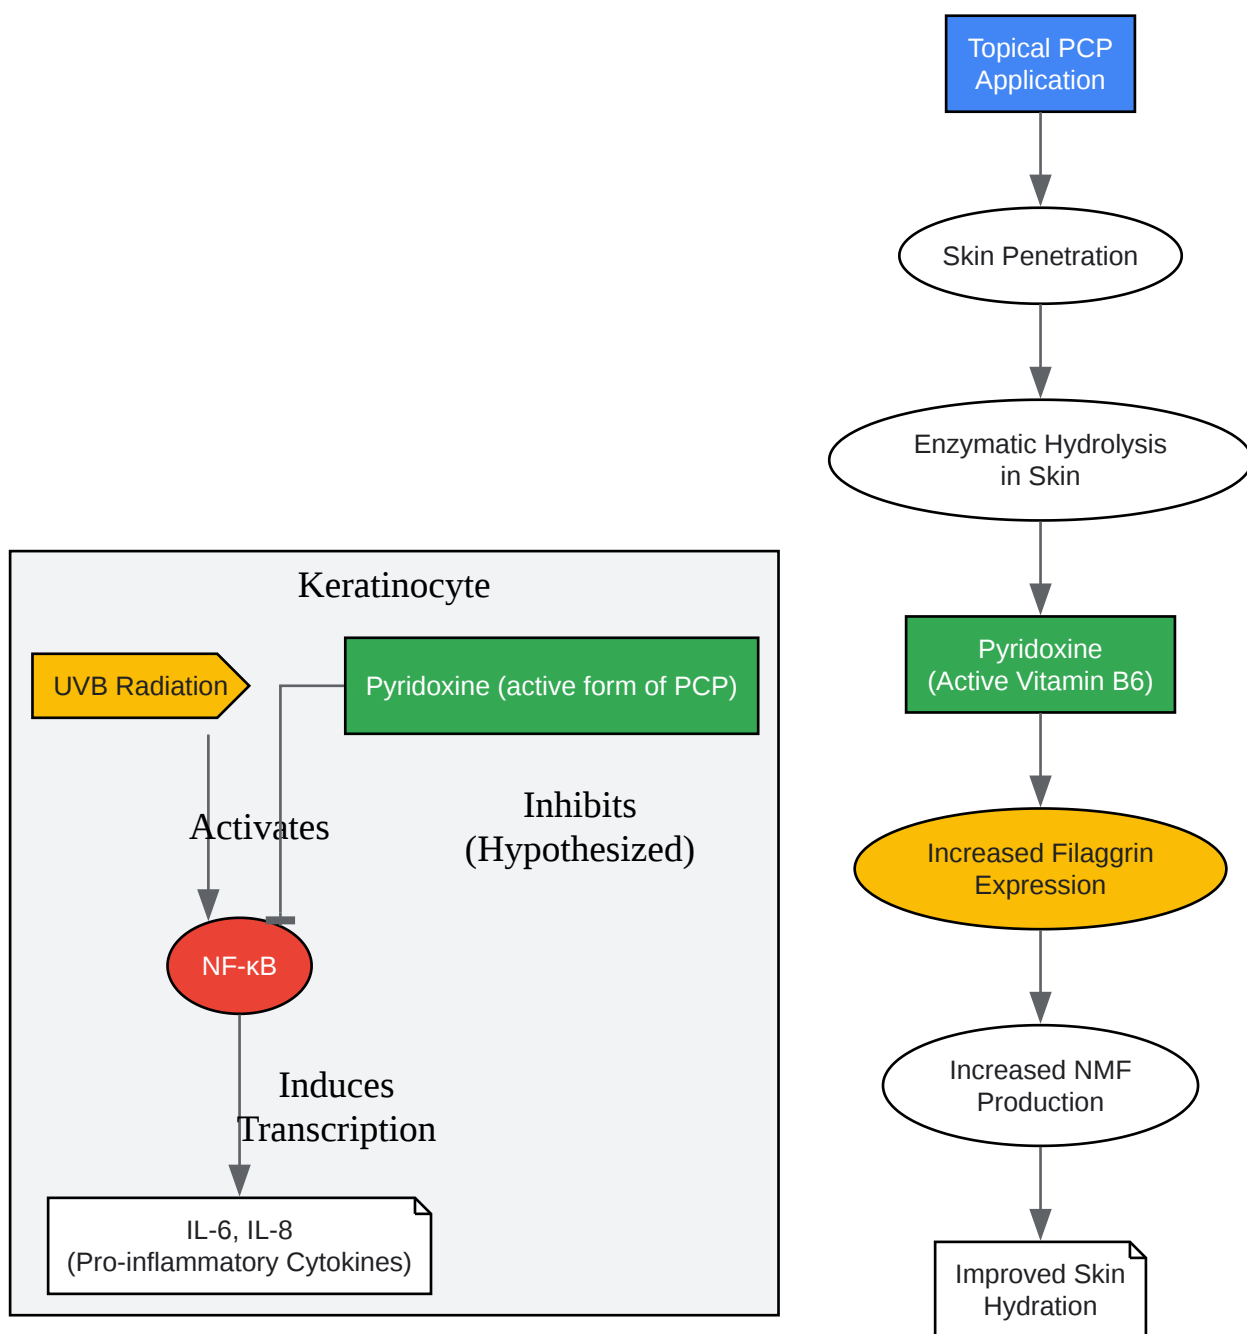 Topical PCP
Application
Skin Penetration
Enzymatic Hydrolysis
in Skin
Pyridoxine
(Active Vitamin B6)
Increased Filaggrin
Expression
Increased NMF
Production
Improved Skin
Hydration
Keratinocyte
UVB Radiation
Pyridoxine (active form of PCP)
Activates
Inhibits
(Hypothesized)
NF-κB
Induces
Transcription
IL-6, IL-8
(Pro-inflammatory Cytokines)